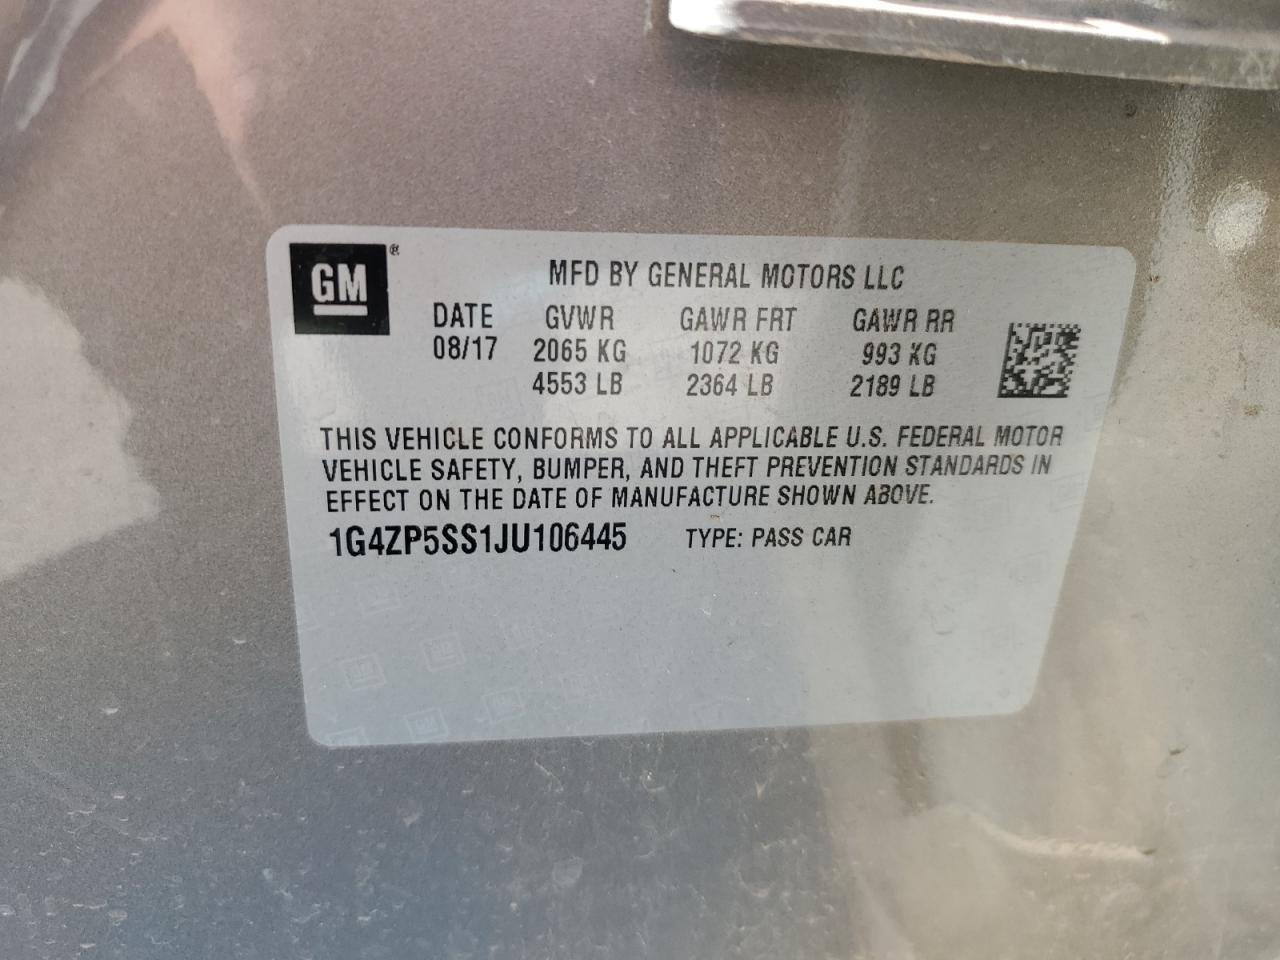 GM®
MFD BY GENERAL MOTORS LLC
DATE GVWR GAWR FRT GAWR RR
08/17 2065 KG 1072 KG 993 KG
4553 LB 2364 LB 2189 LB
THIS VEHICLE CONFORMS TO ALL APPLICABLE U.S. FEDERAL MOTOR
VEHICLE SAFETY, BUMPER, AND THEFT PREVENTION STANDARDS IN
EFFECT ON THE DATE OF MANUFACTURE SHOWN ABOVE.
1G4ZP5SS1JU106445 TYPE: PASS CAR